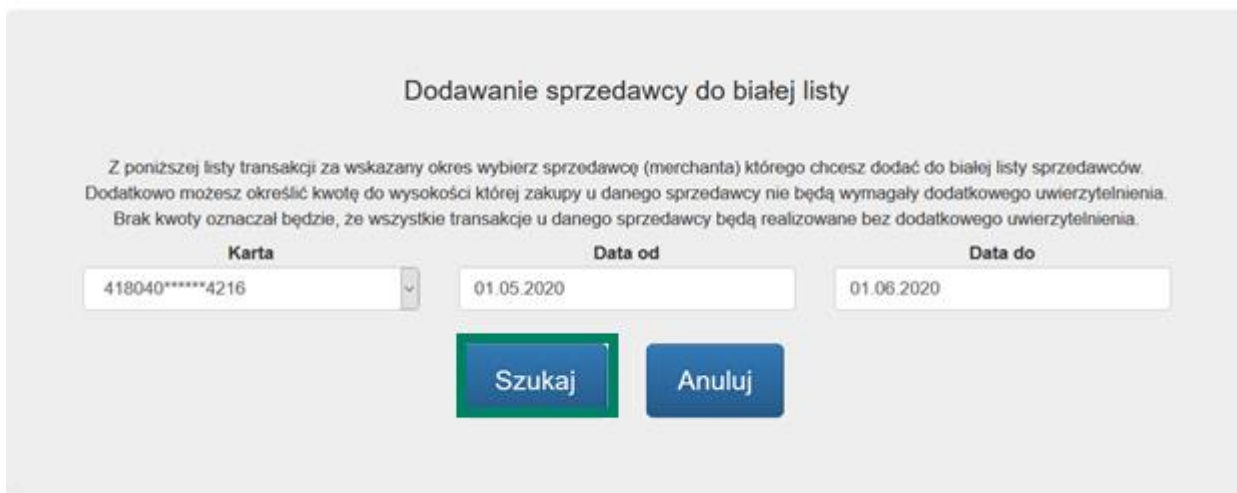 Dodawanie sprzedawcy do białej listy
Z poniższej listy transakcji za wskazany okres wybierz sprzedawcę (merchanta) którego chcesz dodać do białej listy sprzedawców.
Dodatkowo możesz określić kwotę do wysokości której zakupy u danego sprzedawcy nie będą wymagały dodatkowego uwierzytelnienia.
Brak kwoty oznaczał będzie, że wszystkie transakcje u danego sprzedawcy będą realizowane bez dodatkowego uwierzytelnienia.
Karta Data od Data do
418040******4216 01.05.2020 01.06.2020
Szukaj Anuluj